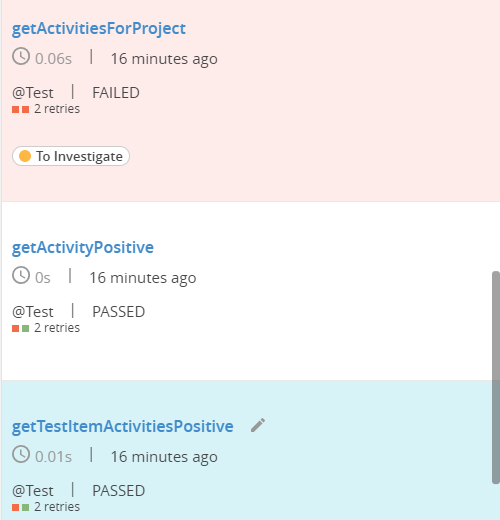 getActivitiesForProject
0.06s | 16 minutes ago
@Test | FAILED
2 retries
To Investigate
getActivityPositive
0s | 16 minutes ago
@Test | PASSED
2 retries
getTestItemActivitiesPositive
0.01s | 16 minutes ago
@Test | PASSED
2 retries